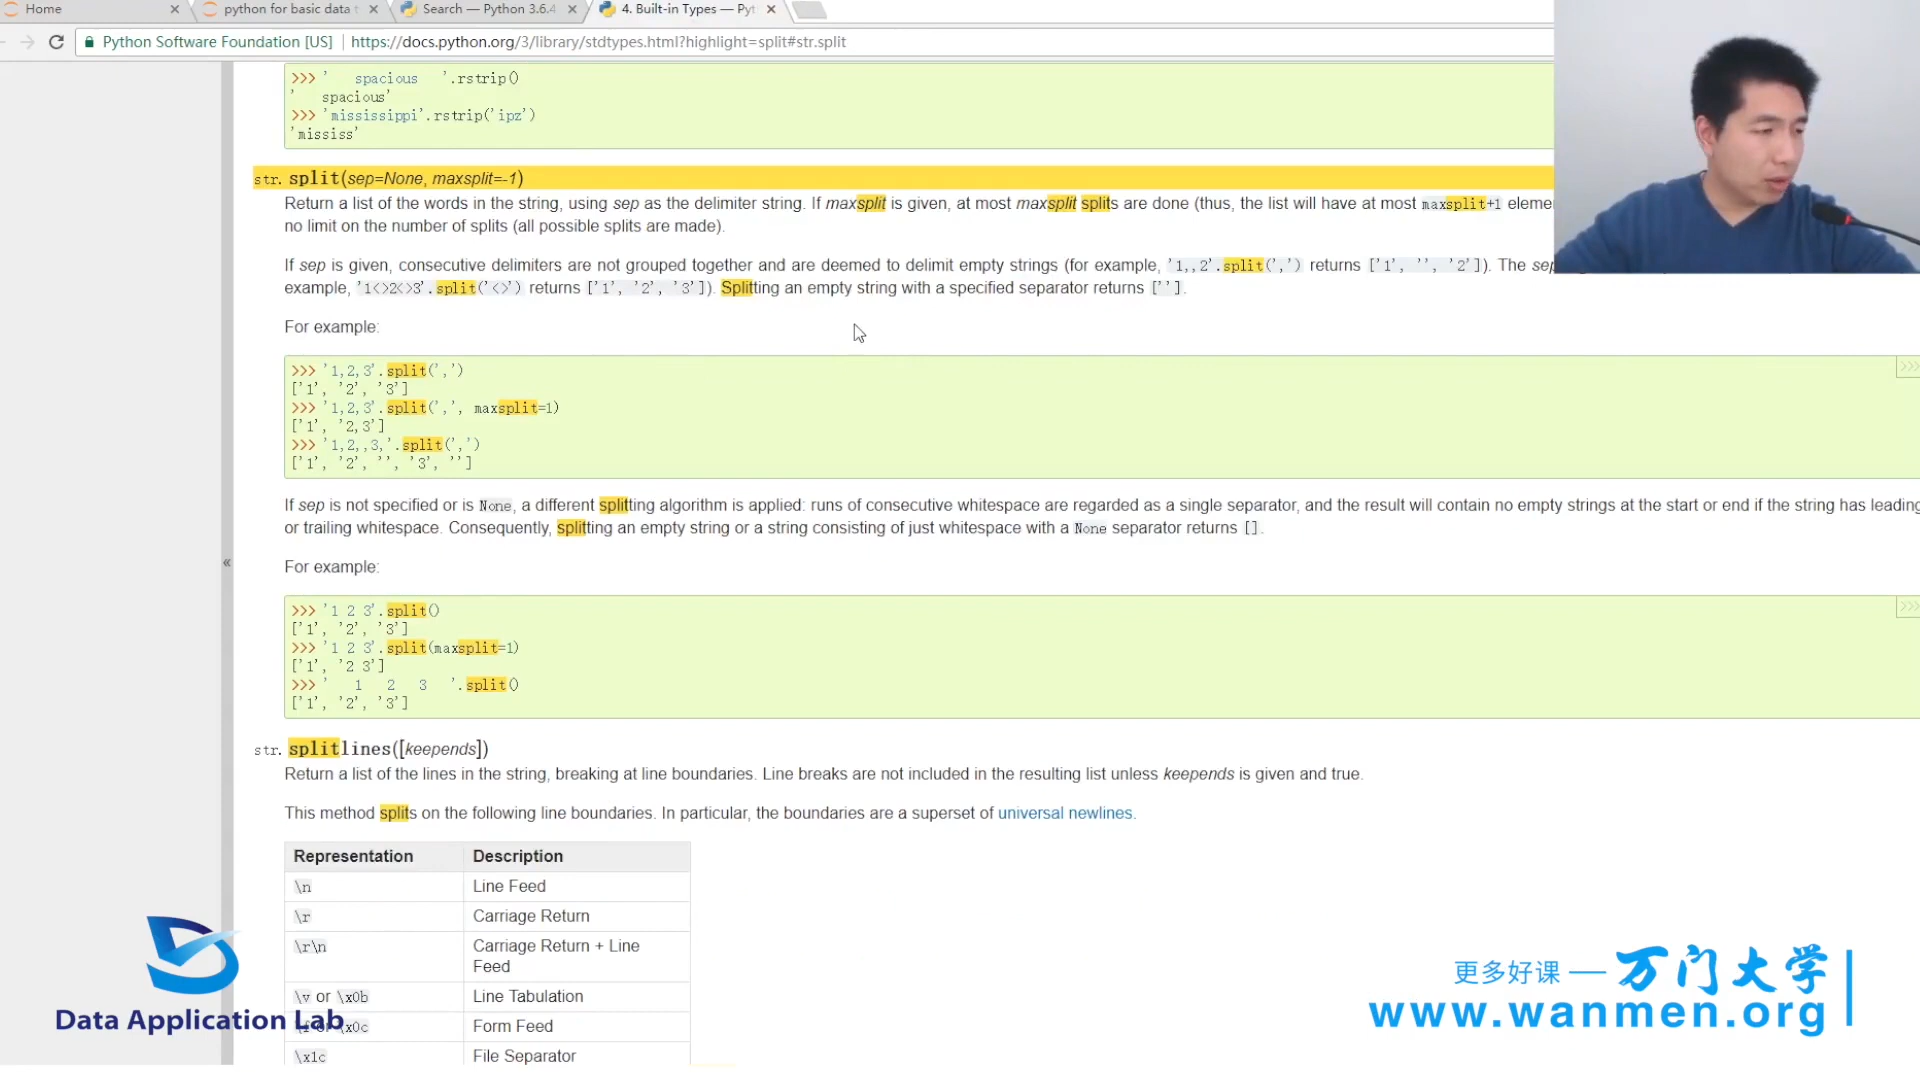 Home
python for basic data t
Search — Python 3.6.4
4. Built-in Types — Pyt
Python Software Foundation [US]
https://docs.python.org/3/library/stdtypes.html?highlight=split#str.split
>>> '   spacious   '.rstrip()
'   spacious'
>>> 'mississippi'.rstrip('ipz')
'mississ'
str.split(sep=None, maxsplit=-1)
Return a list of the words in the string, using sep as the delimiter string. If maxsplit is given, at most maxsplit splits are done (thus, the list will have at most maxsplit+1
no limit on the number of splits (all possible splits are made).
If sep is given, consecutive delimiters are not grouped together and are deemed to delimit empty strings (for example, '1,,2'.split(',') returns ['1', '', '2']). The sep
example, '1<>2<>3'.split('<>') returns ['1', '2', '3']). Splitting an empty string with a specified separator returns [''].
For example:
>>>
>>> '1,2,3'.split(',')
['1', '2', '3']
>>> '1,2,3'.split(',', maxsplit=1)
['1', '2,3']
>>> '1,2,,3,'.split(',')
['1', '2', '', '3', '']
If sep is not specified or is None, a different splitting algorithm is applied: runs of consecutive whitespace are regarded as a single separator, and the result will contain no empty strings at the start or end if the string has leading
or trailing whitespace. Consequently, splitting an empty string or a string consisting of just whitespace with a None separator returns [].
«
For example:
>>>
>>> '1 2 3'.split()
['1', '2', '3']
>>> '1 2 3'.split(maxsplit=1)
['1', '2 3']
>>> '   1   2   3   '.split()
['1', '2', '3']
str.splitlines([keepends])
Return a list of the lines in the string, breaking at line boundaries. Line breaks are not included in the resulting list unless keepends is given and true.
This method splits on the following line boundaries. In particular, the boundaries are a superset of universal newlines.
Representation Description
\n Line Feed
\r Carriage Return
\r\n Carriage Return + Line
Feed
\v or \x0b Line Tabulation
\x0c Form Feed
\x1c File Separator
Data Application Lab
更多好课 — 万门大学
www.wanmen.org